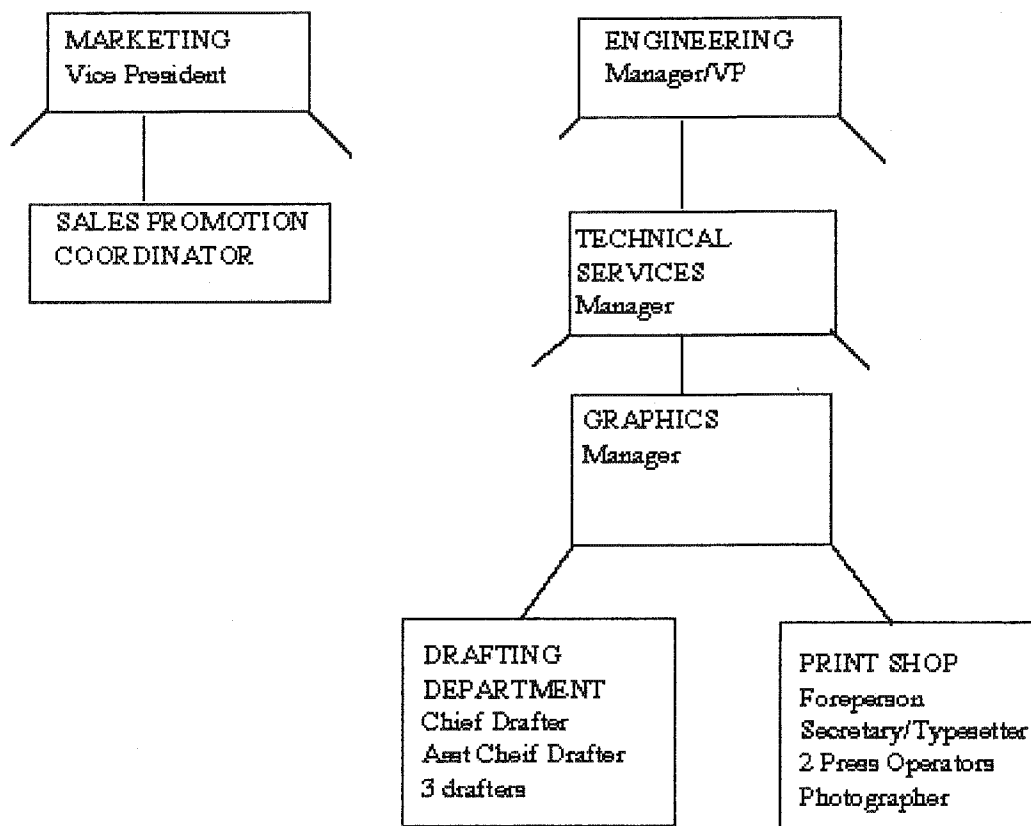 MARKETING
Vice President
ENGINEERING
Manager/VP
SALES PROMOTION
COORDINATOR
TECHNICAL
SERVICES
Manager
GRAPHICS
Manager
DRAFTING
DEPARTMENT
Chief Drafter
Asst Cheif Drafter
3 drafters
PRINT SHOP
Foreperson
Secretary/Typesetter
2 Press Operators
Photographer